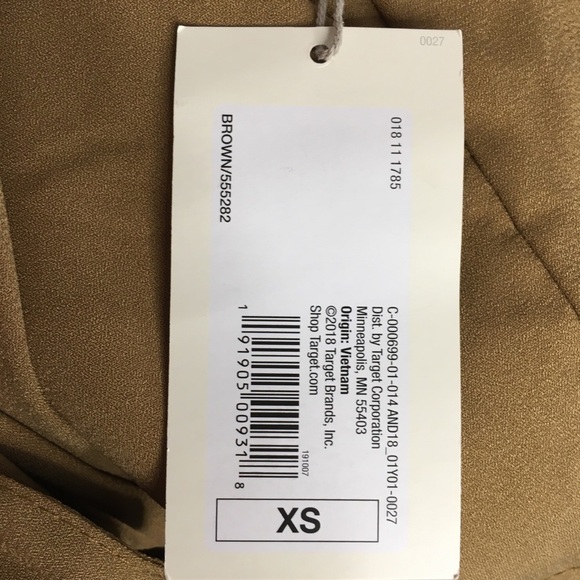 0027
018 11 1785
BROWN/555282
C-000699-01-014 AND18_01Y01-0027
Dist. by Target Corporation
Minneapolis, MN 55403
Origin: Vietnam
©2018 Target Brands, Inc.
Shop Target.com
191007
1 91905 00931 8
XS